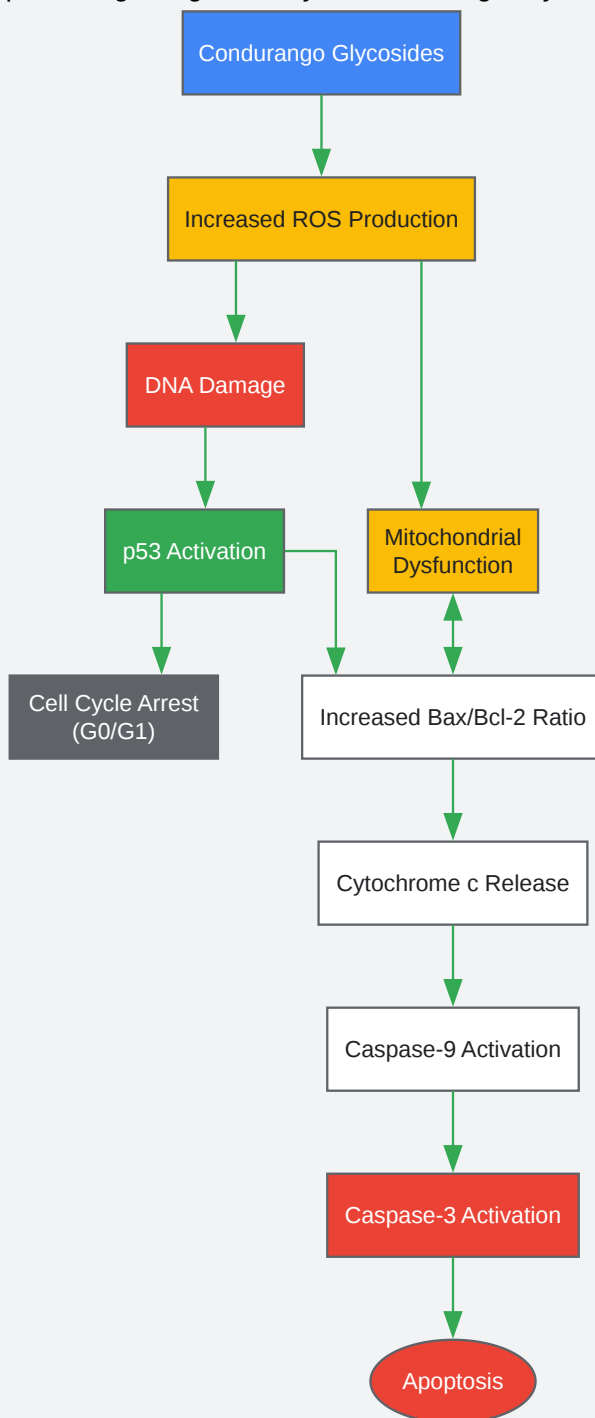 Condurango Glycosides
Increased ROS Production
DNA Damage
p53 Activation
Mitochondrial
Dysfunction
Cell Cycle Arrest
(G0/G1)
Increased Bax/Bcl-2 Ratio
Cytochrome c Release
Caspase-9 Activation
Caspase-3 Activation
Apoptosis